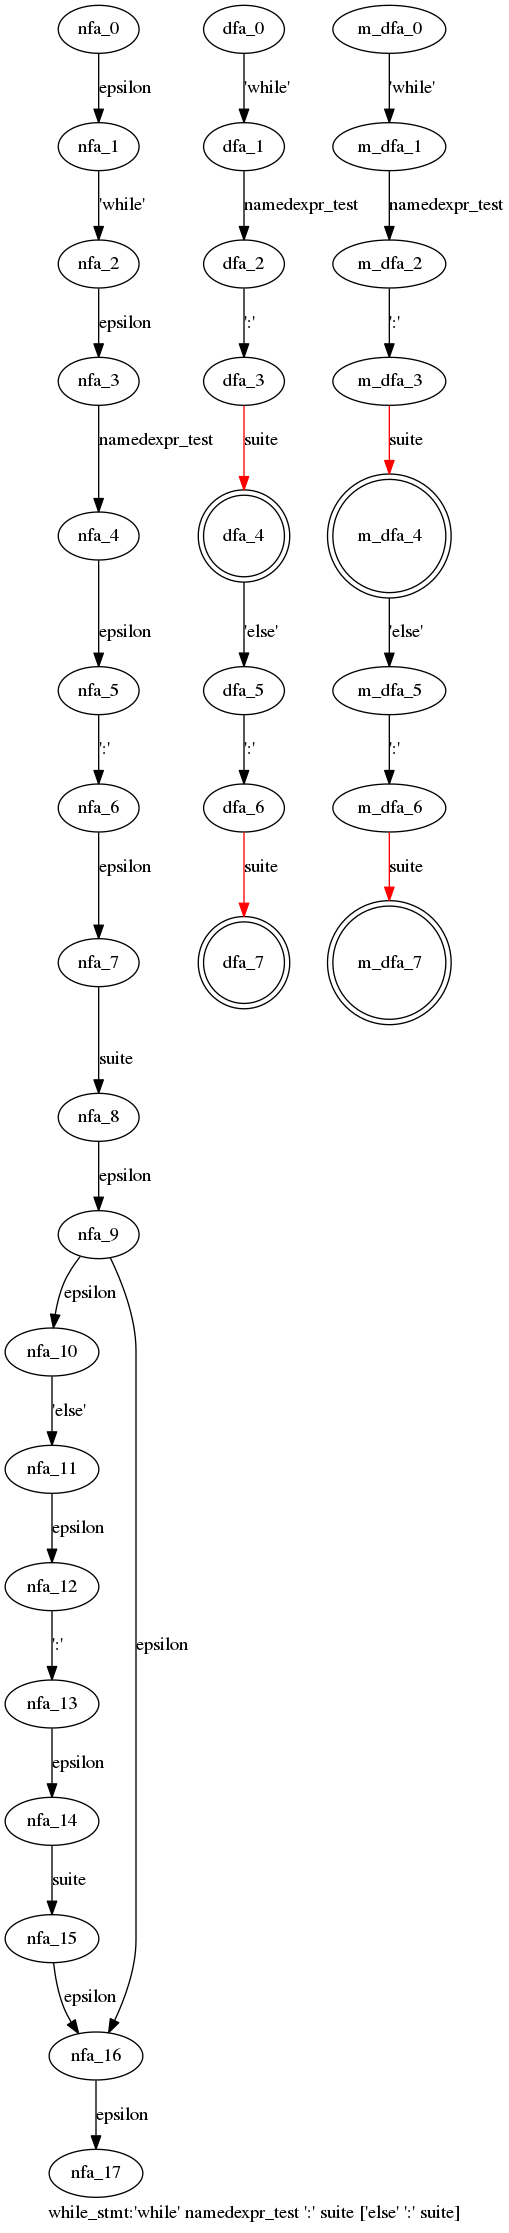 nfa_0 dfa_0 m_dfa_0
epsilon 'while' 'while'
nfa_1 dfa_1 m_dfa_1
'while' namedexpr_test namedexpr_test
nfa_2 dfa_2 m_dfa_2
epsilon ':' ':'
nfa_3 dfa_3 m_dfa_3
namedexpr_test suite suite
nfa_4 dfa_4 m_dfa_4
epsilon 'else' 'else'
nfa_5 dfa_5 m_dfa_5
':' ':' ':'
nfa_6 dfa_6 m_dfa_6
epsilon suite suite
nfa_7 dfa_7 m_dfa_7
suite
nfa_8
epsilon
nfa_9
epsilon
nfa_10
'else'
nfa_11
epsilon
nfa_12
':' epsilon
nfa_13
epsilon
nfa_14
suite
nfa_15
epsilon
nfa_16
epsilon
nfa_17
while_stmt:'while' namedexpr_test ':' suite ['else' ':' suite]